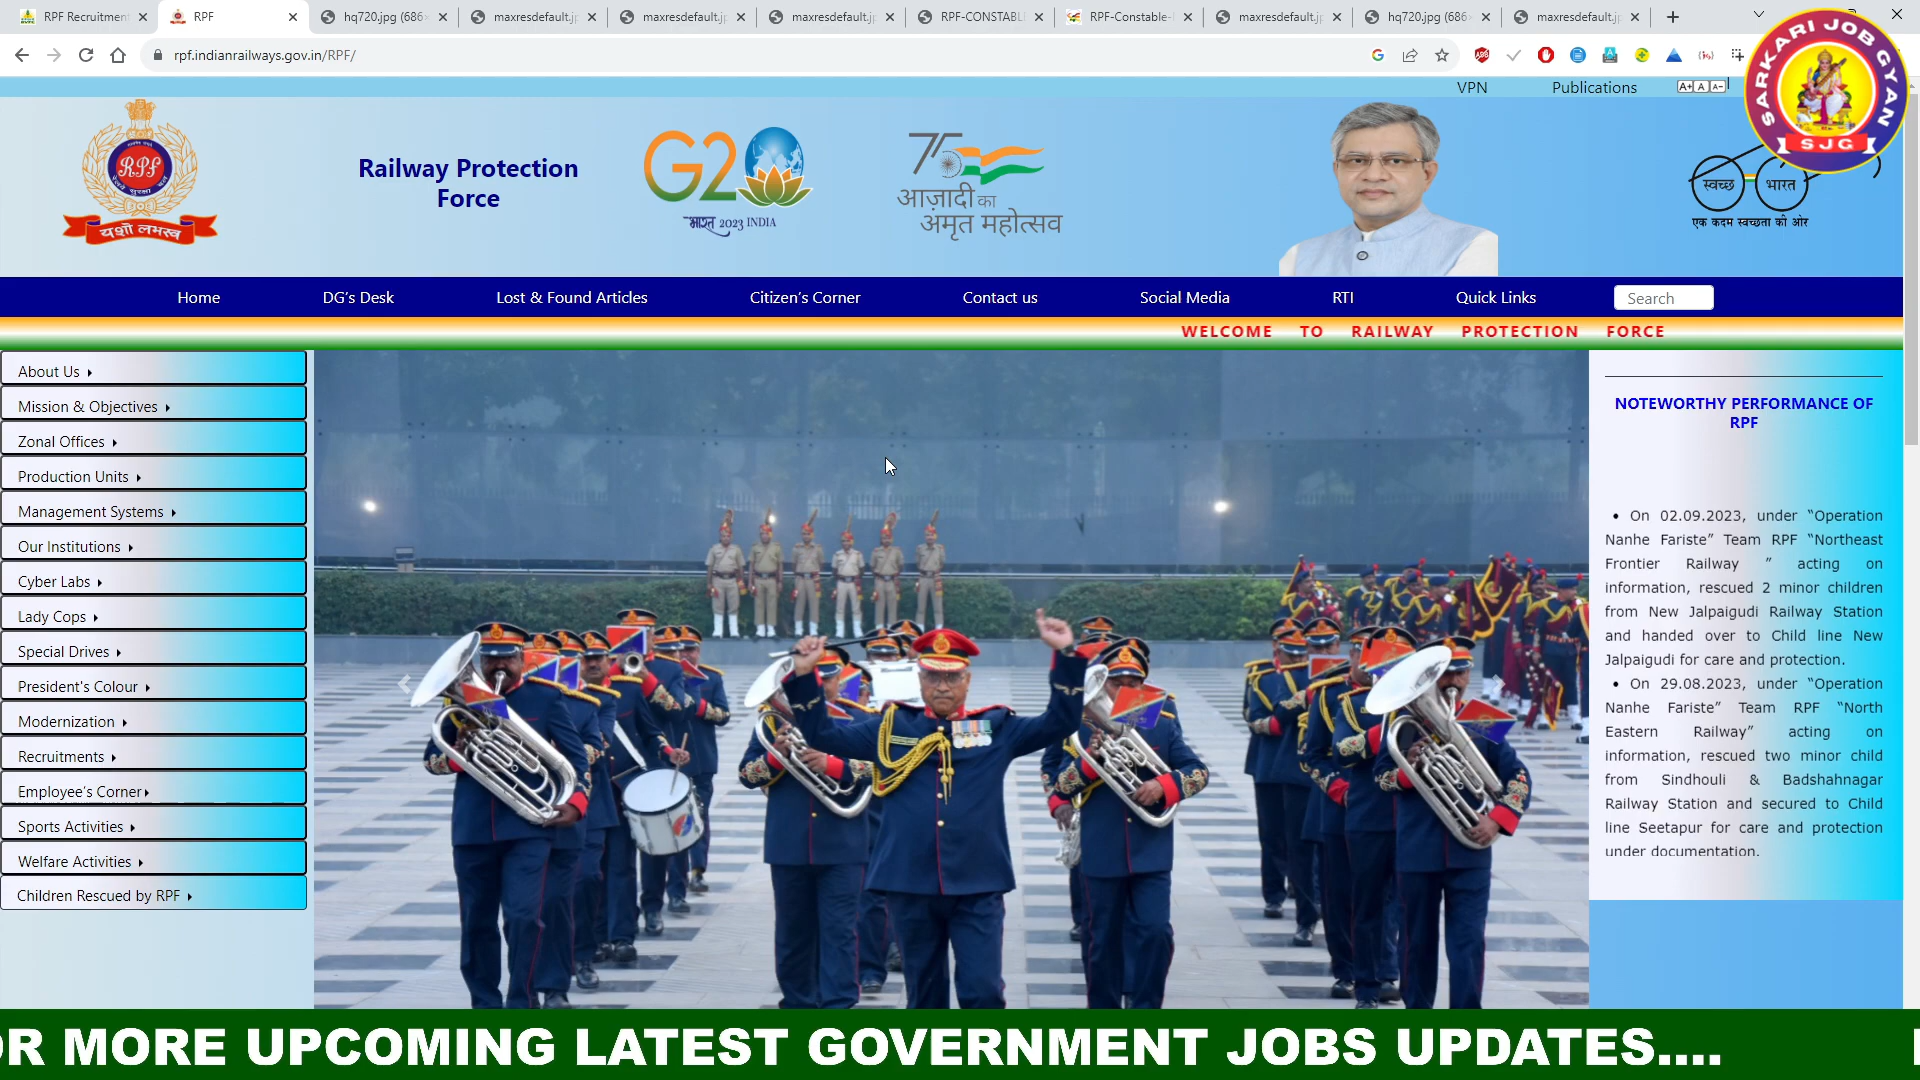 RPF Recruitment
RPF
hq720.jpg (686×
maxresdefault.jp
maxresdefault.jp
maxresdefault.jp
RPF-CONSTABL
RPF-Constable-
maxresdefault.jp
hq720.jpg (686×
maxresdefault.jp
rpf.indianrailways.gov.in/RPF/
VPN
Publications
A+ A A-
SARKARI JOB GYAN
SJG
RPF
यशो लभस्व
Railway Protection
Force
G20
भारत 2023 INDIA
75
आज़ादी का
अमृत महोत्सव
स्वच्छ भारत
एक कदम स्वच्छता की ओर
Home
DG's Desk
Lost & Found Articles
Citizen's Corner
Contact us
Social Media
RTI
Quick Links
Search
WELCOME TO RAILWAY PROTECTION FORCE
About Us
Mission & Objectives
Zonal Offices
Production Units
Management Systems
Our Institutions
Cyber Labs
Lady Cops
Special Drives
President's Colour
Modernization
Recruitments
Employee's Corner
Sports Activities
Welfare Activities
Children Rescued by RPF
NOTEWORTHY PERFORMANCE OF
RPF
• On 02.09.2023, under “Operation
Nanhe Fariste” Team RPF “Northeast
Frontier Railway ” acting on
information, rescued 2 minor children
from New Jalpaigudi Railway Station
and handed over to Child line New
Jalpaigudi for care and protection.
• On 29.08.2023, under “Operation
Nanhe Fariste” Team RPF “North
Eastern Railway” acting on
information, rescued two minor child
from Sindhouli & Badshahnagar
Railway Station and secured to Child
line Seetapur for care and protection
under documentation.
OR MORE UPCOMING LATEST GOVERNMENT JOBS UPDATES....